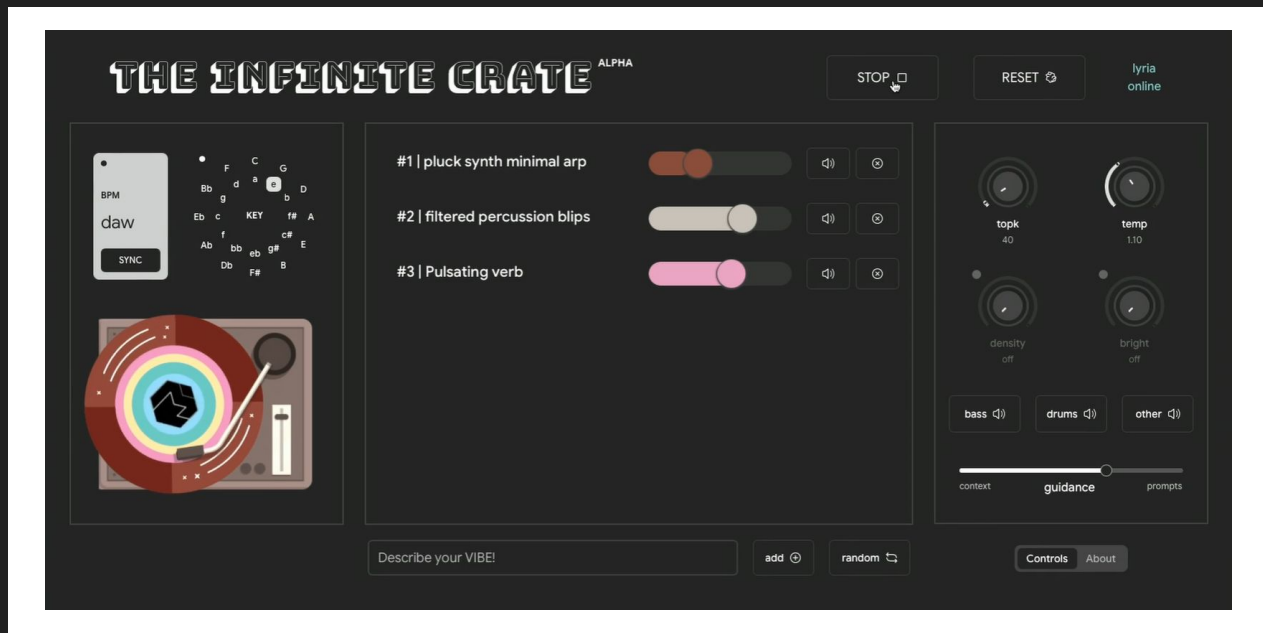 THE INFINITE CRATE ALPHA
STOP
RESET
lyria
online
BPM
daw
SYNC
C
F
G
a
d
e
Bb
D
g
b
Eb
c
KEY
f#
A
f
c#
Ab
bb
eb
g#
E
Db
F#
B
#1 | pluck synth minimal arp
#2 | filtered percussion blips
#3 | Pulsating verb
topk
40
temp
1.10
density
off
bright
off
bass
drums
other
context
guidance
prompts
Describe your VIBE!
add
random
Controls
About